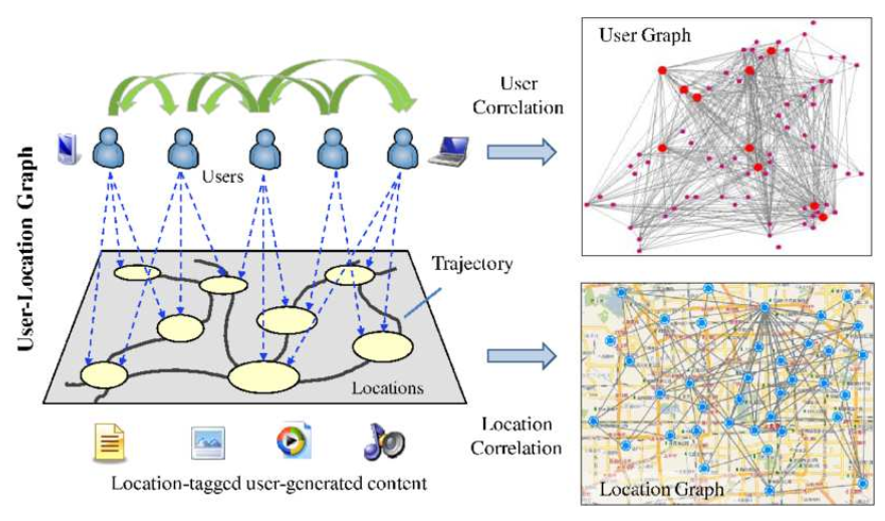 User-Location Graph
Users
Trajectory
Locations
Location-tagged user-generated content
User
Correlation
Location
Correlation
User Graph
Location Graph